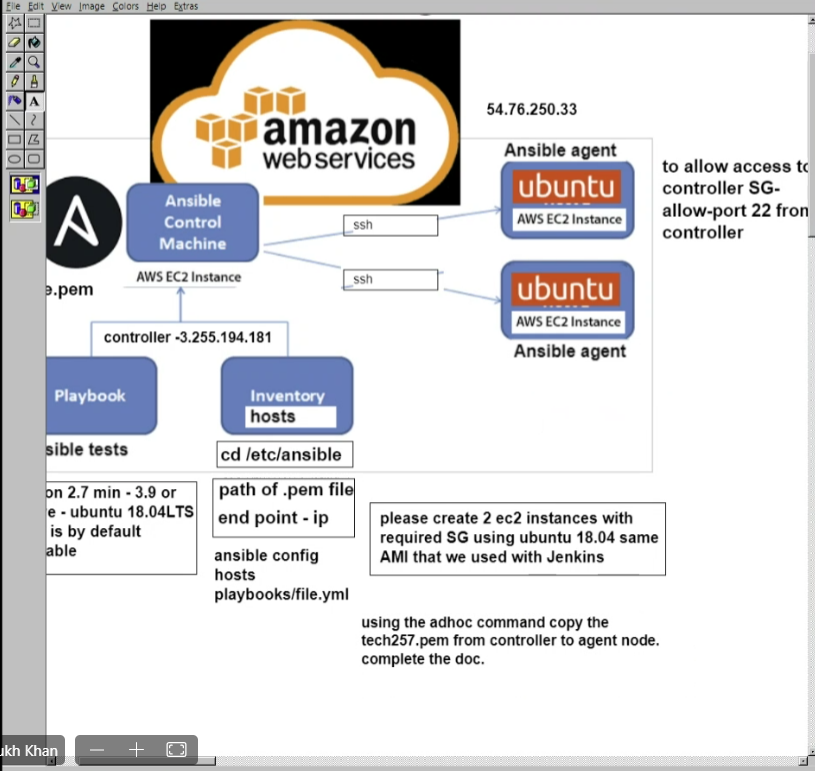 File Edit View Image Colors Help Extras
amazon
web services
54.76.250.33
Ansible agent
ubuntu
AWS EC2 Instance
to allow access to
controller SG-
allow-port 22 from
controller
Ansible
Control
Machine
A
ssh
AWS EC2 Instance
e.pem
ssh
ubuntu
AWS EC2 Instance
Ansible agent
controller -3.255.194.181
Playbook
Inventory
hosts
sible tests
cd /etc/ansible
on 2.7 min - 3.9 or
e - ubuntu 18.04LTS
is by default
able
path of .pem file
end point - ip
ansible config
hosts
playbooks/file.yml
please create 2 ec2 instances with
required SG using ubuntu 18.04 same
AMI that we used with Jenkins
using the adhoc command copy the
tech257.pem from controller to agent node.
complete the doc.
ukh Khan